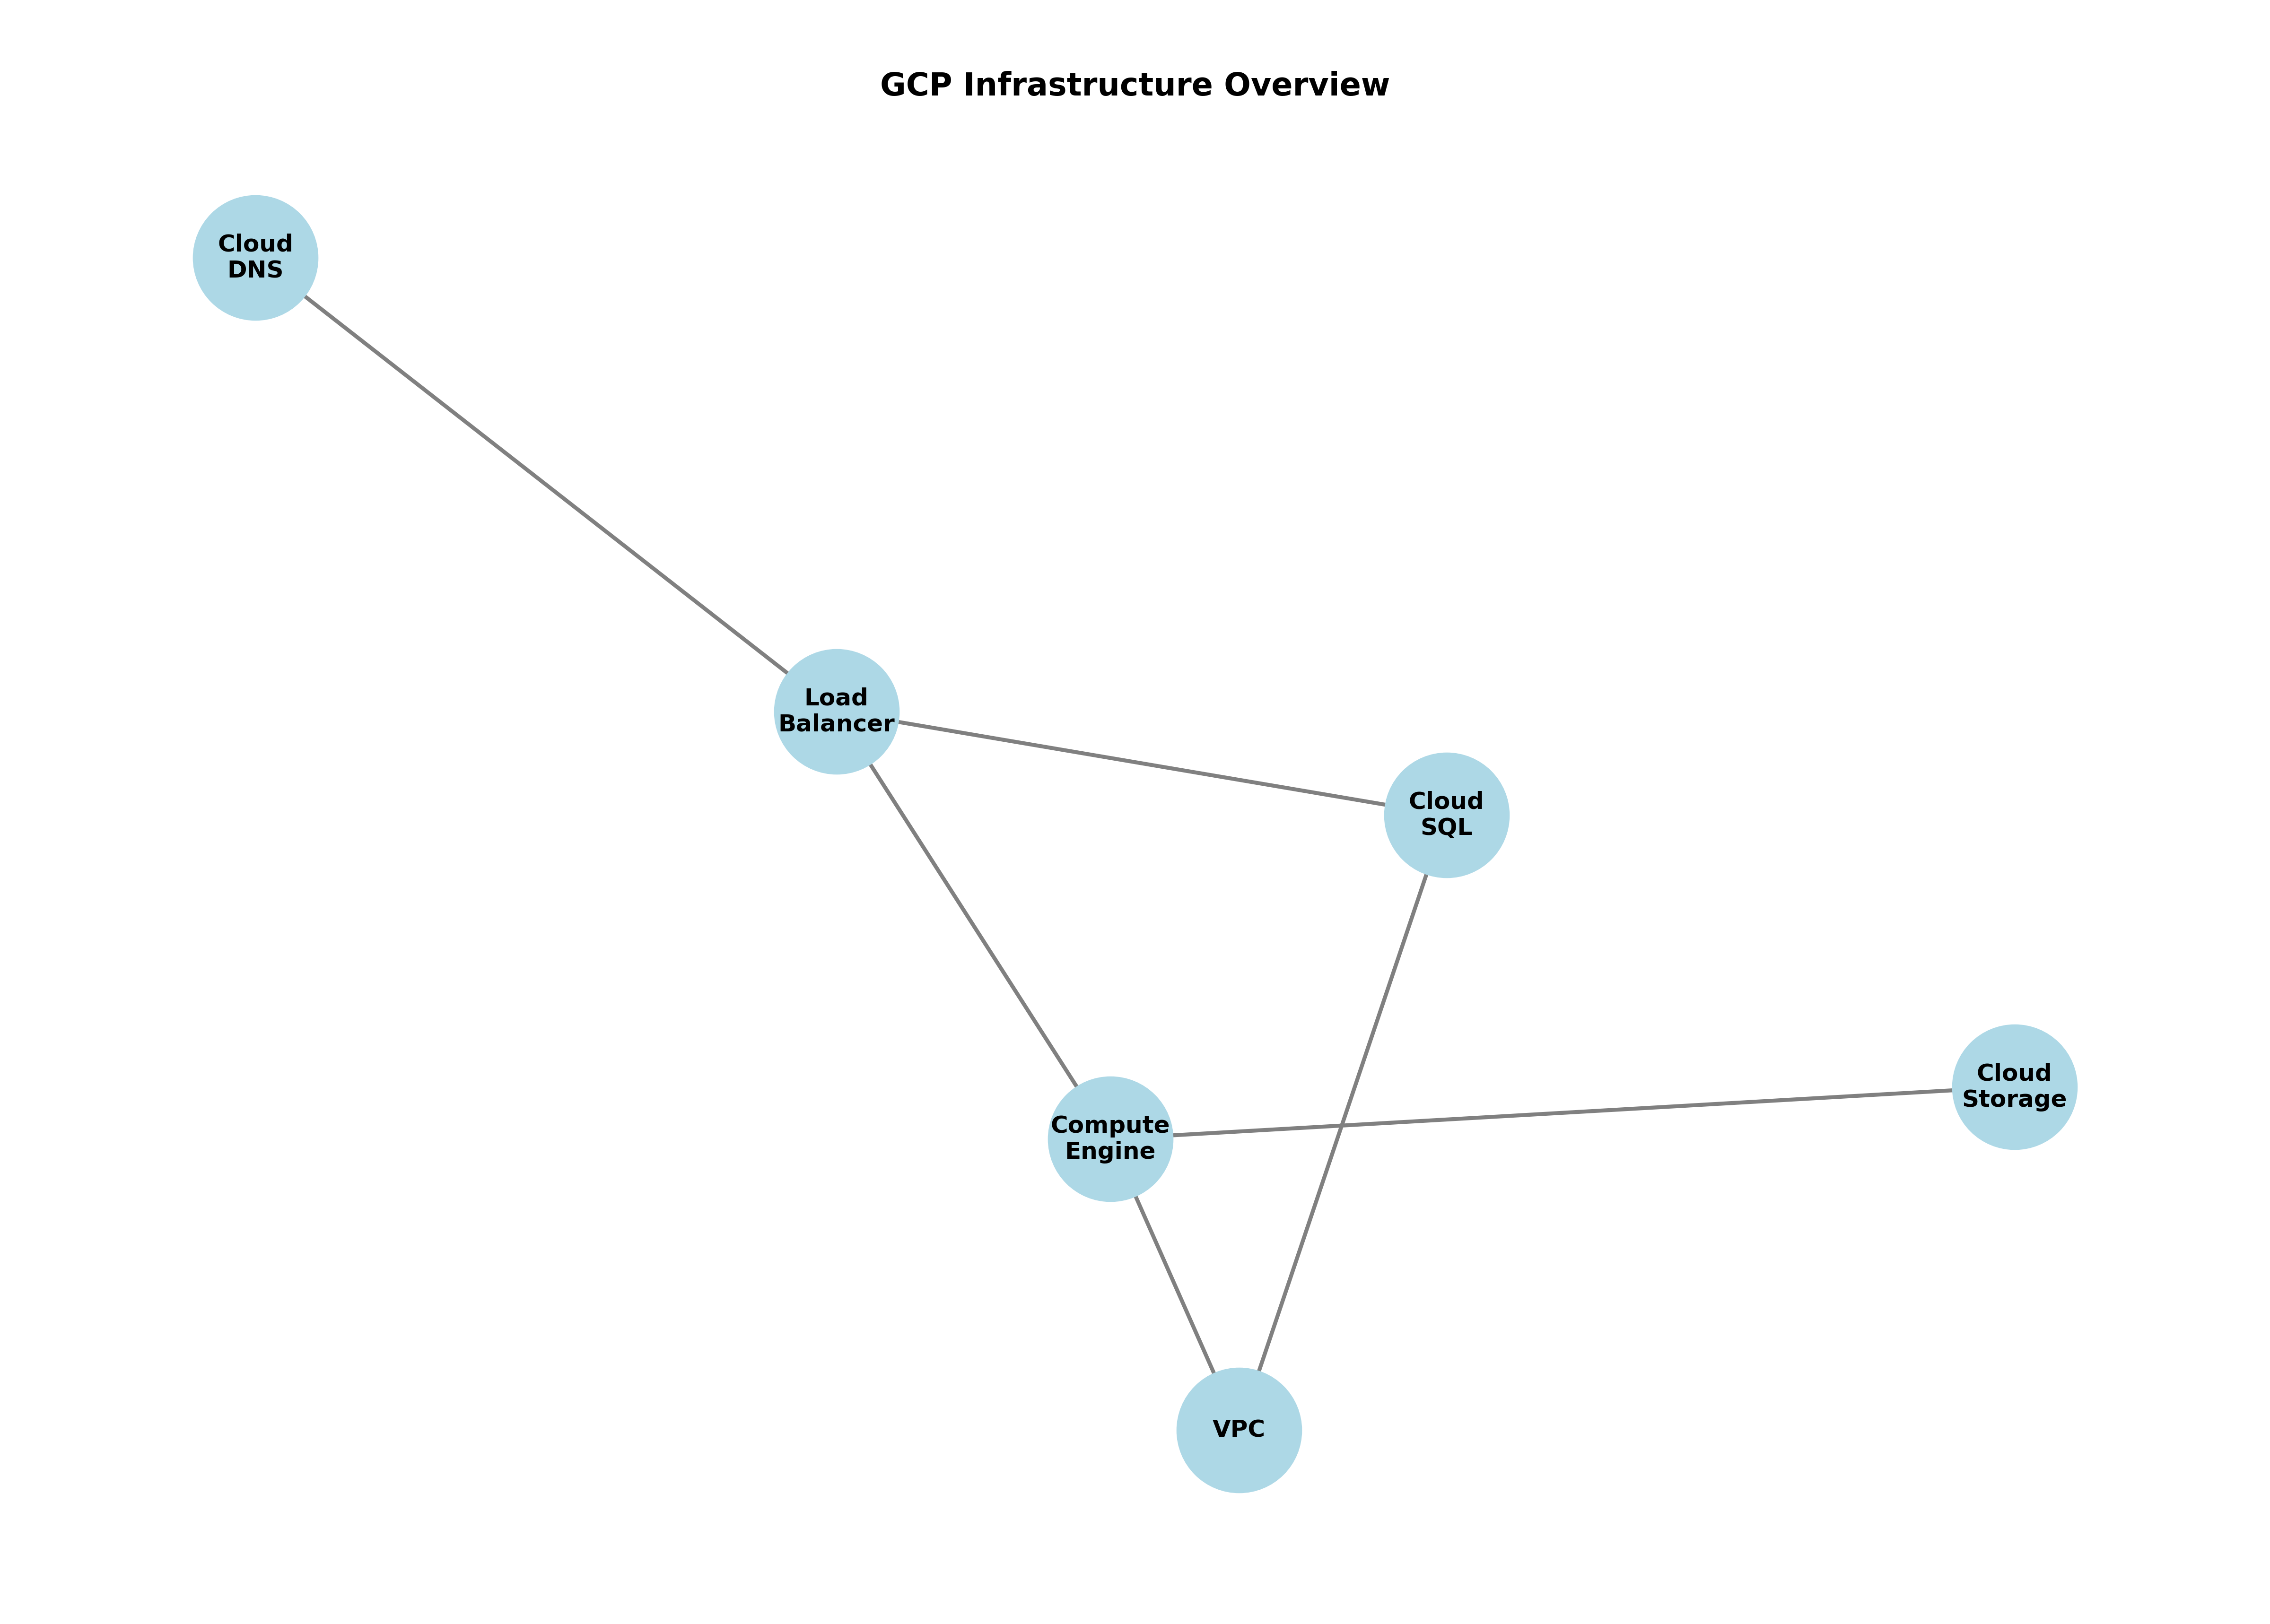 GCP Infrastructure Overview
Cloud
DNS
Load
Balancer
Cloud
SQL
Cloud
Storage
Compute
Engine
VPC